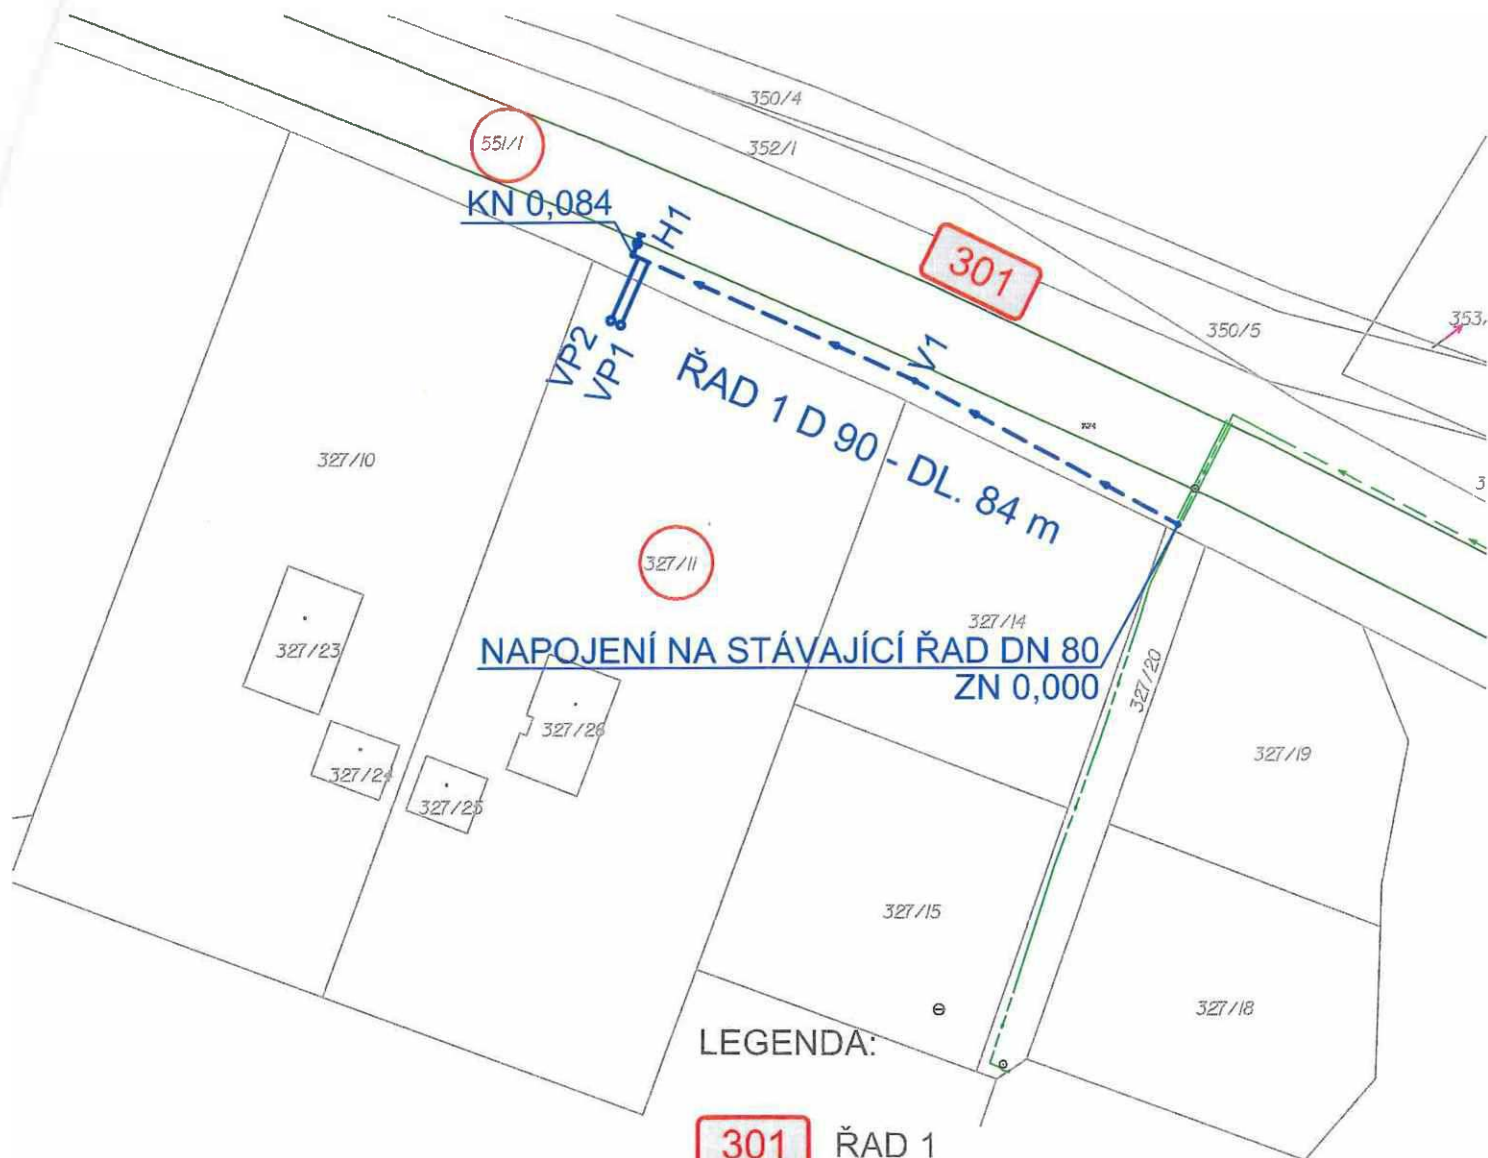 350/4
551/1
352/1
KN 0,084
H1
301
350/5
353,
V1
VP2
VP1
ŘAD 1 D 90 - DL. 84 m
327/10
3
327/11
327/14
NAPOJENÍ NA STÁVAJÍCÍ ŘAD DN 80
ZN 0,000
327/23
327/20
327/26
327/19
327/24
327/25
327/15
327/18
LEGENDA:
301 ŘAD 1